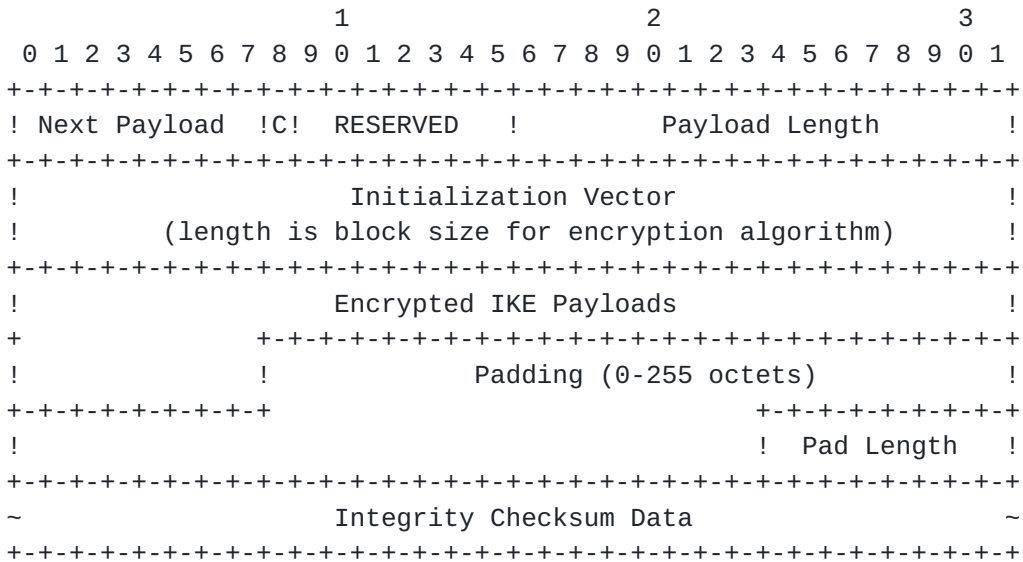 1                   2                   3
 0 1 2 3 4 5 6 7 8 9 0 1 2 3 4 5 6 7 8 9 0 1 2 3 4 5 6 7 8 9 0 1
+-+-+-+-+-+-+-+-+-+-+-+-+-+-+-+-+-+-+-+-+-+-+-+-+-+-+-+-+-+-+-+-+
! Next Payload  !C!  RESERVED   !         Payload Length        !
+-+-+-+-+-+-+-+-+-+-+-+-+-+-+-+-+-+-+-+-+-+-+-+-+-+-+-+-+-+-+-+-+
!                     Initialization Vector                     !
!         (length is block size for encryption algorithm)       !
+-+-+-+-+-+-+-+-+-+-+-+-+-+-+-+-+-+-+-+-+-+-+-+-+-+-+-+-+-+-+-+-+
!                    Encrypted IKE Payloads                     !
+               +-+-+-+-+-+-+-+-+-+-+-+-+-+-+-+-+-+-+-+-+-+-+-+-+
!               !             Padding (0-255 octets)            !
+-+-+-+-+-+-+-+-+                               +-+-+-+-+-+-+-+-+
!                                               !  Pad Length   !
+-+-+-+-+-+-+-+-+-+-+-+-+-+-+-+-+-+-+-+-+-+-+-+-+-+-+-+-+-+-+-+-+
~                    Integrity Checksum Data                    ~
+-+-+-+-+-+-+-+-+-+-+-+-+-+-+-+-+-+-+-+-+-+-+-+-+-+-+-+-+-+-+-+-+